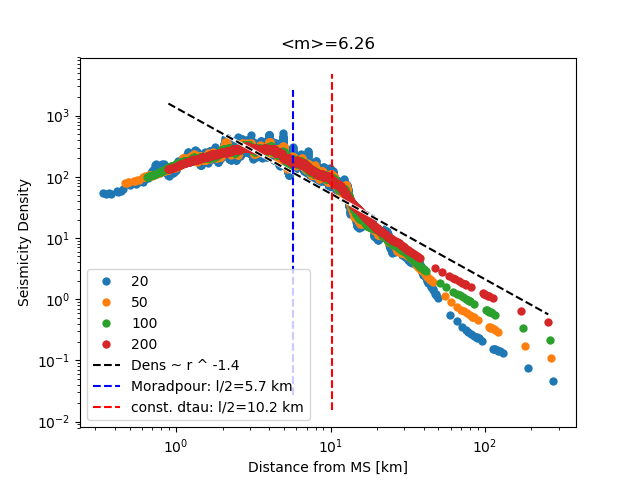 <m>=6.26
Seismicity Density
10³
10²
10¹
10⁰
10⁻¹
10⁻²
20
50
100
200
Dens ~ r ^ -1.4
Moradpour: l/2=5.7 km
const. dtau: l/2=10.2 km
10⁰ 10¹ 10²
Distance from MS [km]